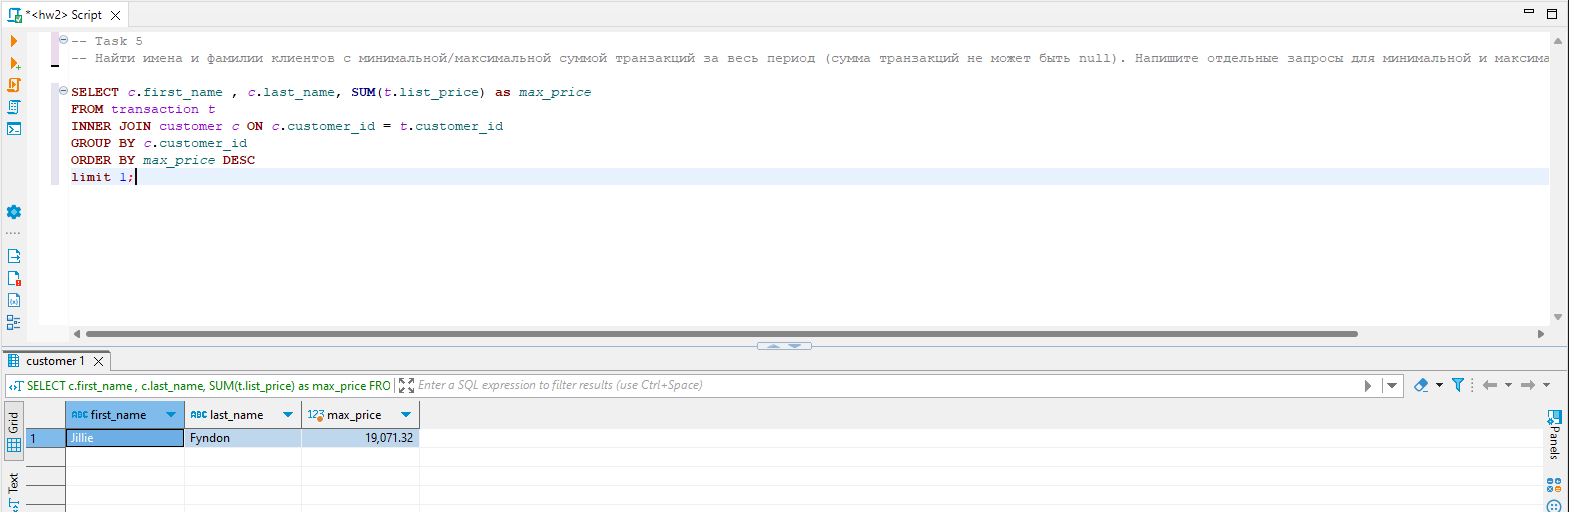 *<hw2> Script
-- Task 5
-- Найти имена и фамилии клиентов с минимальной/максимальной суммой транзакций за весь период (сумма транзакций не может быть null). Напишите отдельные запросы для минимальной и максима
SELECT c.first_name , c.last_name, SUM(t.list_price) as max_price
FROM transaction t
INNER JOIN customer c ON c.customer_id = t.customer_id
GROUP BY c.customer_id
ORDER BY max_price DESC
limit 1;
customer 1
SELECT c.first_name , c.last_name, SUM(t.list_price) as max_price FRO
Enter a SQL expression to filter results (use Ctrl+Space)
Grid
Text
ABC first_name ABC last_name 123 max_price
1 Jillie Fyndon 19,071.32
Panels